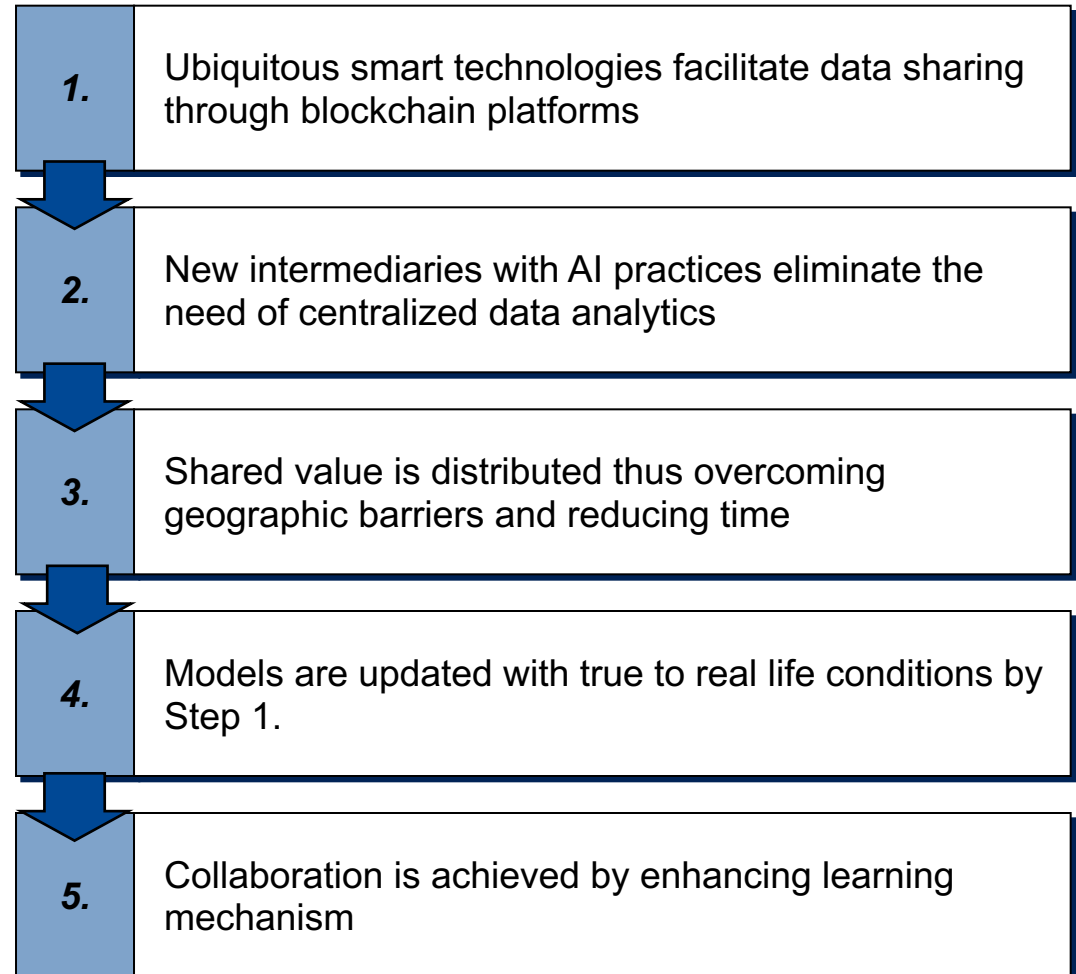 1.
Ubiquitous smart technologies facilitate data sharing
through blockchain platforms
2.
New intermediaries with AI practices eliminate the
need of centralized data analytics
3.
Shared value is distributed thus overcoming
geographic barriers and reducing time
4.
Models are updated with true to real life conditions by
Step 1.
5.
Collaboration is achieved by enhancing learning
mechanism